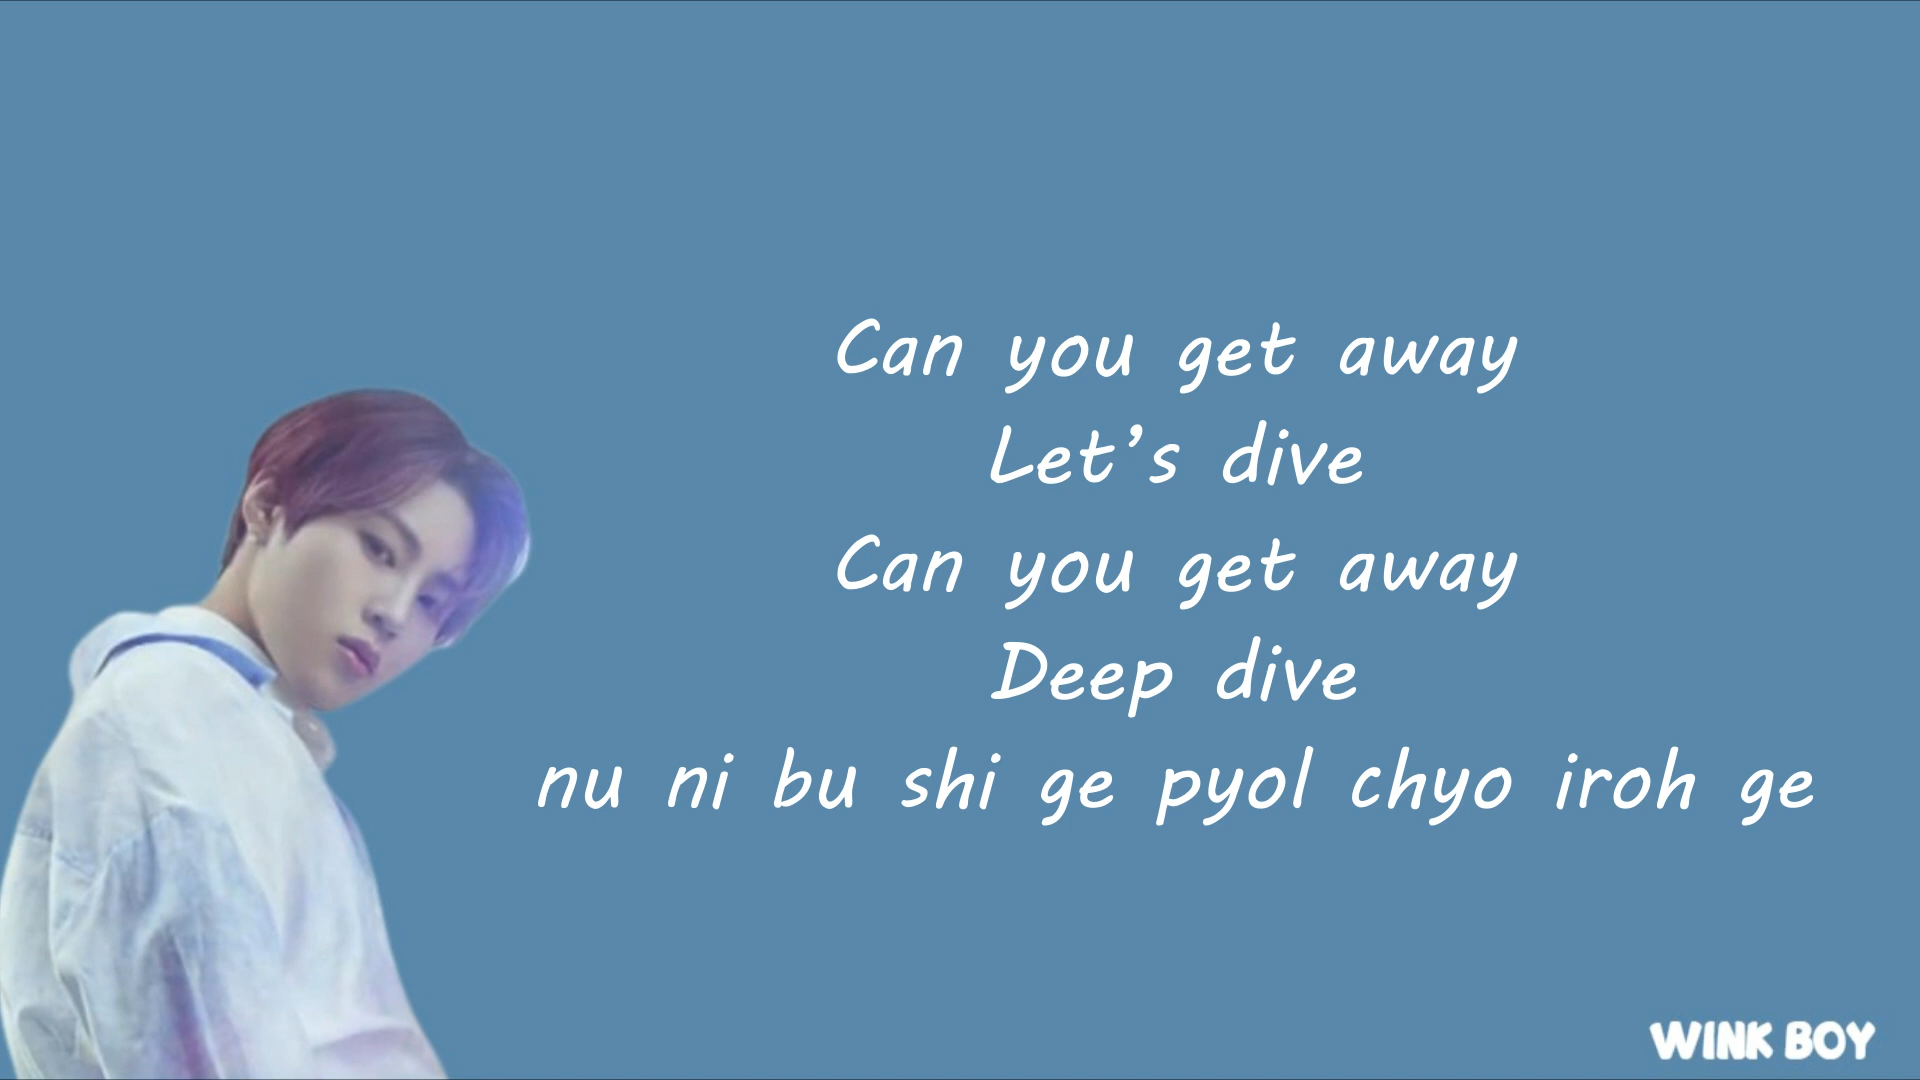 Can you get away
Let’s dive
Can you get away
Deep dive
nu ni bu shi ge pyol chyo iroh ge
WINK BOY